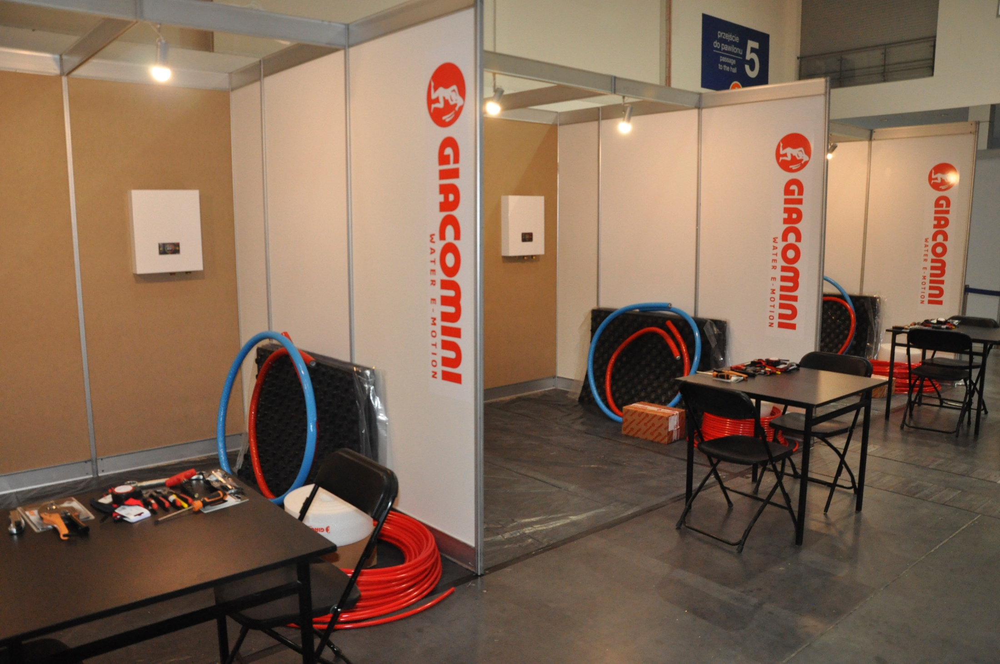 GIACOMINI
WATER E-MOTION
GIACOMINI
WATER E-MOTION
GIACOMINI
WATER E-MOTION
przejście
do pawilonu
5
passage
to the hall